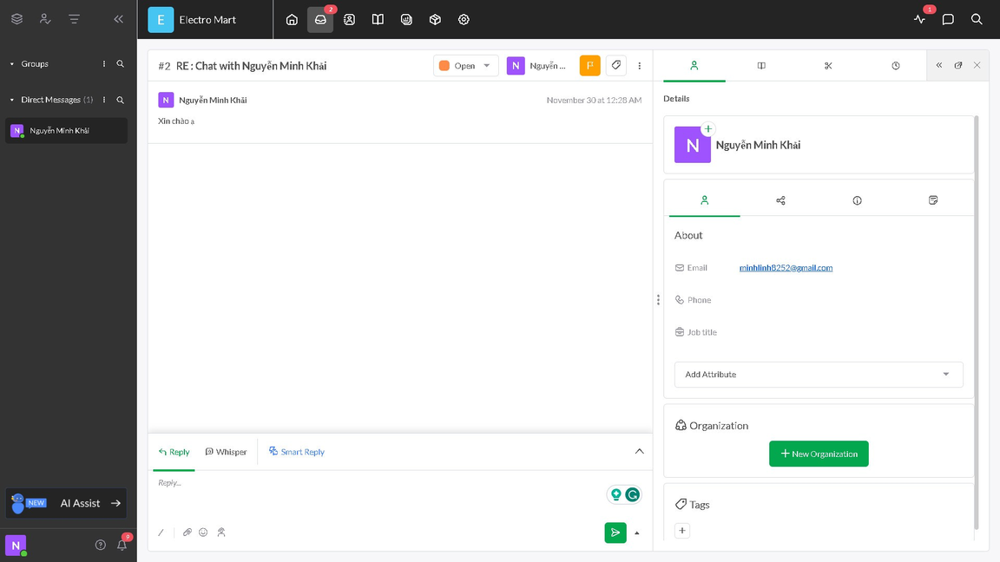 E Electro Mart
2
1
Groups
Direct Messages (1)
N Nguyễn Minh Khải
NEW AI Assist
N
9
#2 RE : Chat with Nguyễn Minh Khải
Open
N Nguyễn ...
N Nguyễn Minh Khải
November 30 at 12:28 AM
Xin chào ạ
Reply
Whisper
Smart Reply
Reply...
Details
N Nguyễn Minh Khải
About
Email minhlinh8252@gmail.com
Phone
Job title
Add Attribute
Organization
+ New Organization
Tags
+